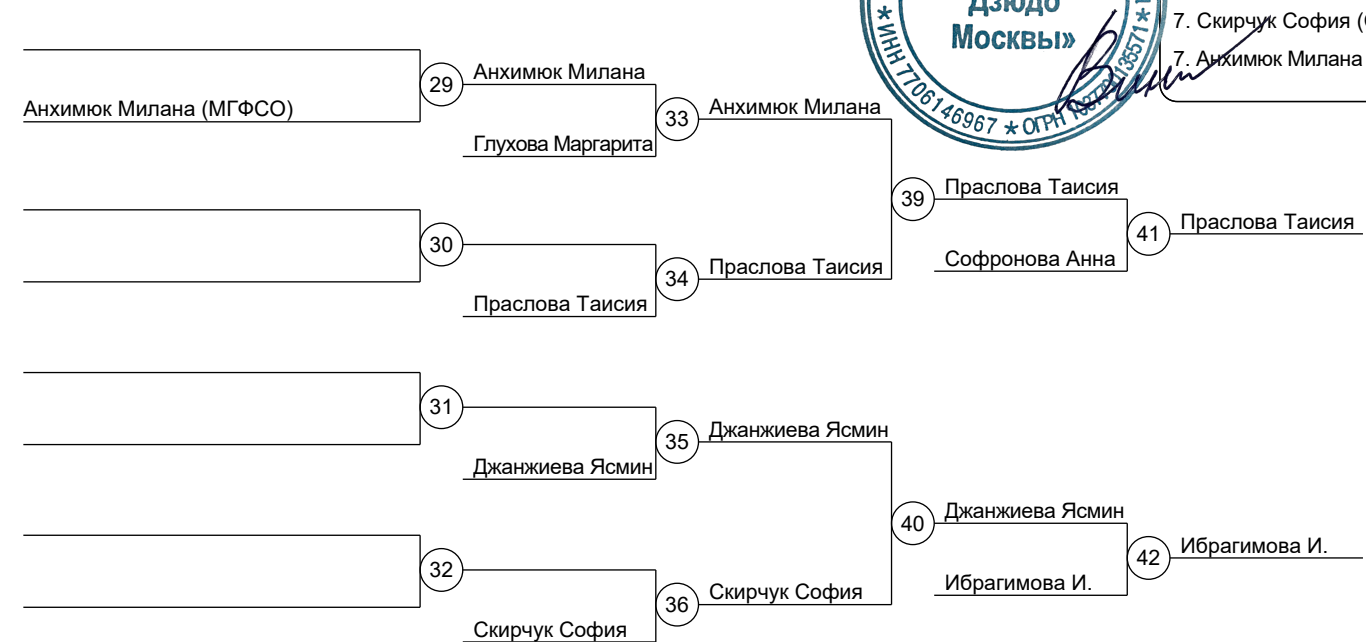 Дзюдо
Москвы»
ИНН 7706146967 * ОГРН
7. Скирчук София (
7. Анхимюк Милана
29
Анхимюк Милана
Анхимюк Милана (МГФСО)
33
Анхимюк Милана
Глухова Маргарита
39
Праслова Таисия
30
41
Праслова Таисия
Софронова Анна
34
Праслова Таисия
Праслова Таисия
31
35
Джанжиева Ясмин
Джанжиева Ясмин
40
Джанжиева Ясмин
42
Ибрагимова И.
32
Ибрагимова И.
36
Скирчук София
Скирчук София